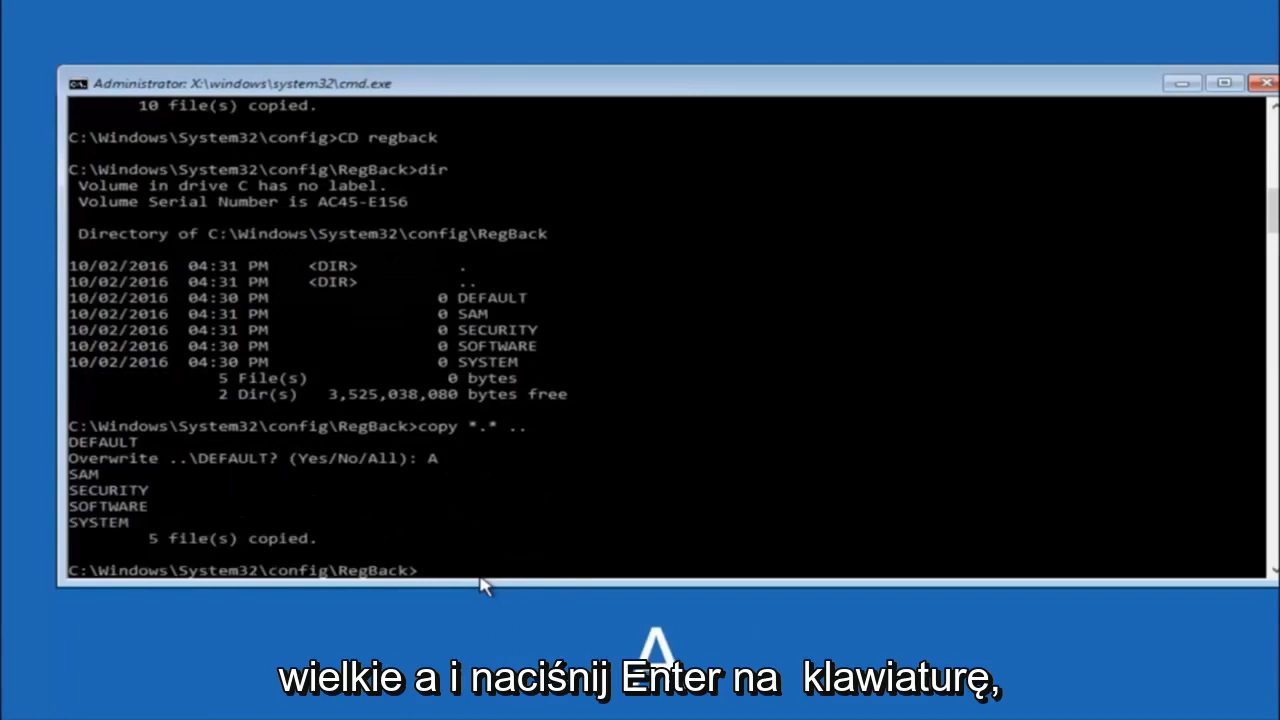 Administrator: X:\windows\system32\cmd.exe
10 file(s) copied.
C:\Windows\System32\config>CD regback
C:\Windows\System32\config\RegBack>dir
Volume in drive C has no label.
Volume Serial Number is AC45-E156
Directory of C:\Windows\System32\config\RegBack
10/02/2016 04:31 PM <DIR> .
10/02/2016 04:31 PM <DIR> ..
10/02/2016 04:30 PM 0 DEFAULT
10/02/2016 04:31 PM 0 SAM
10/02/2016 04:31 PM 0 SECURITY
10/02/2016 04:30 PM 0 SOFTWARE
10/02/2016 04:30 PM 0 SYSTEM
5 File(s) 0 bytes
2 Dir(s) 3,525,038,080 bytes free
C:\Windows\System32\config\RegBack>copy *.* ..
DEFAULT
Overwrite ..\DEFAULT? (Yes/No/All): A
SAM
SECURITY
SOFTWARE
SYSTEM
5 file(s) copied.
C:\Windows\System32\config\RegBack>
A
wielkie a i naciśnij Enter na klawiaturę,